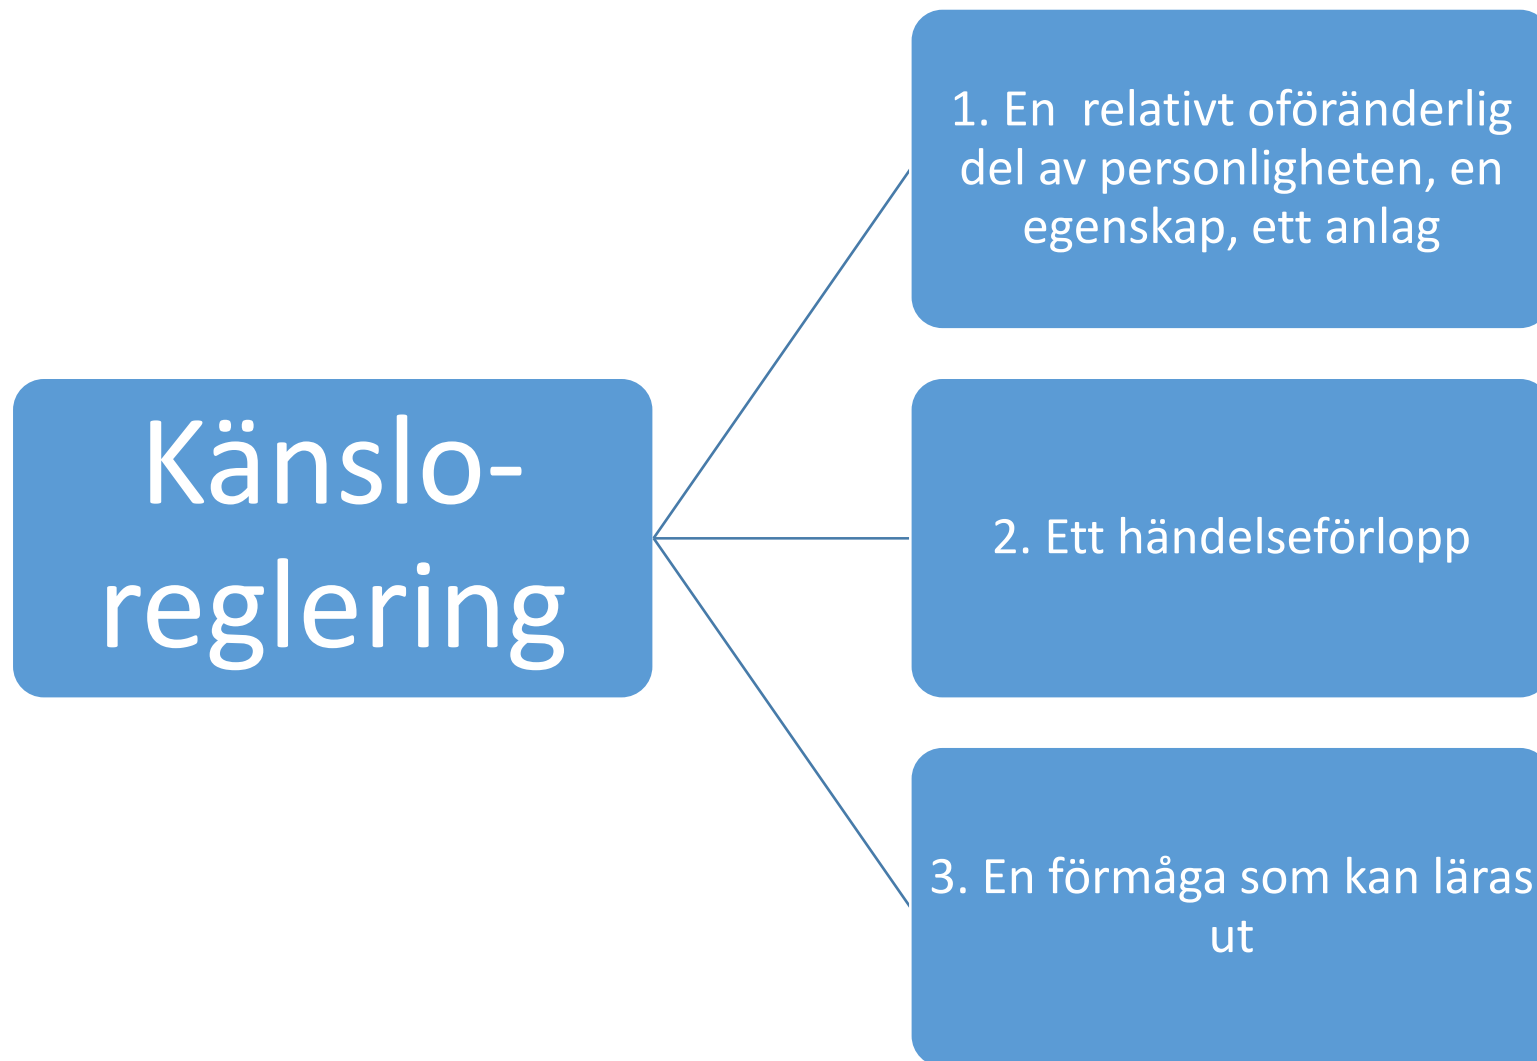 Känslo-
reglering
1. En  relativt oföränderlig
del av personligheten, en
egenskap, ett anlag
2. Ett händelseförlopp
3. En förmåga som kan läras
ut